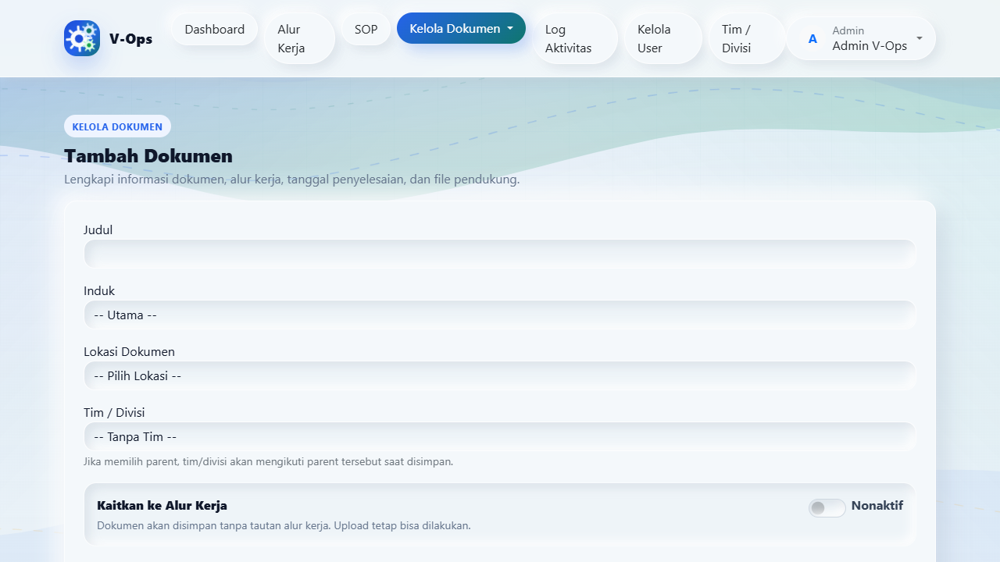 V-Ops
Dashboard
Alur
Kerja
SOP
Kelola Dokumen
Log
Aktivitas
Kelola
User
Tim /
Divisi
A
Admin
Admin V-Ops
KELOLA DOKUMEN
Tambah Dokumen
Lengkapi informasi dokumen, alur kerja, tanggal penyelesaian, dan file pendukung.
Judul
Induk
-- Utama --
Lokasi Dokumen
-- Pilih Lokasi --
Tim / Divisi
-- Tanpa Tim --
Jika memilih parent, tim/divisi akan mengikuti parent tersebut saat disimpan.
Kaitkan ke Alur Kerja
Nonaktif
Dokumen akan disimpan tanpa tautan alur kerja. Upload tetap bisa dilakukan.